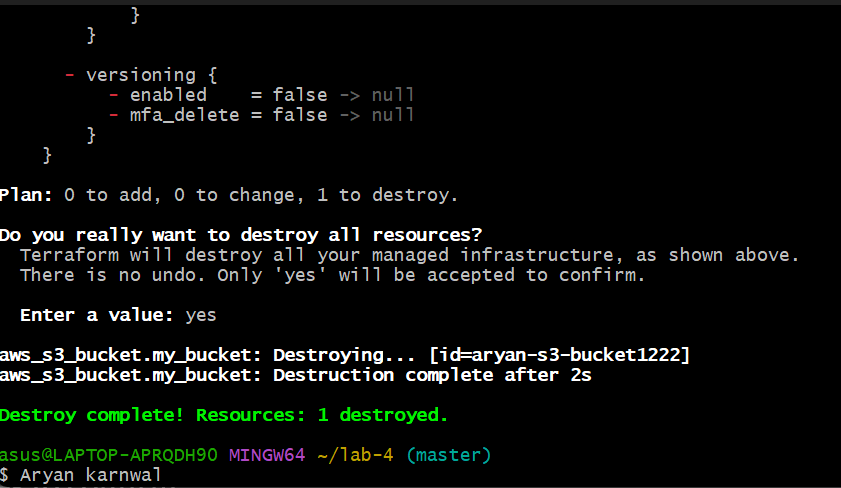 }
}
- versioning {
- enabled = false -> null
- mfa_delete = false -> null
}
}
Plan: 0 to add, 0 to change, 1 to destroy.
Do you really want to destroy all resources?
Terraform will destroy all your managed infrastructure, as shown above.
There is no undo. Only 'yes' will be accepted to confirm.
Enter a value: yes
aws_s3_bucket.my_bucket: Destroying... [id=aryan-s3-bucket1222]
aws_s3_bucket.my_bucket: Destruction complete after 2s
Destroy complete! Resources: 1 destroyed.
asus@LAPTOP-APRQDH90 MINGW64 ~/lab-4 (master)
$ Aryan karnwal